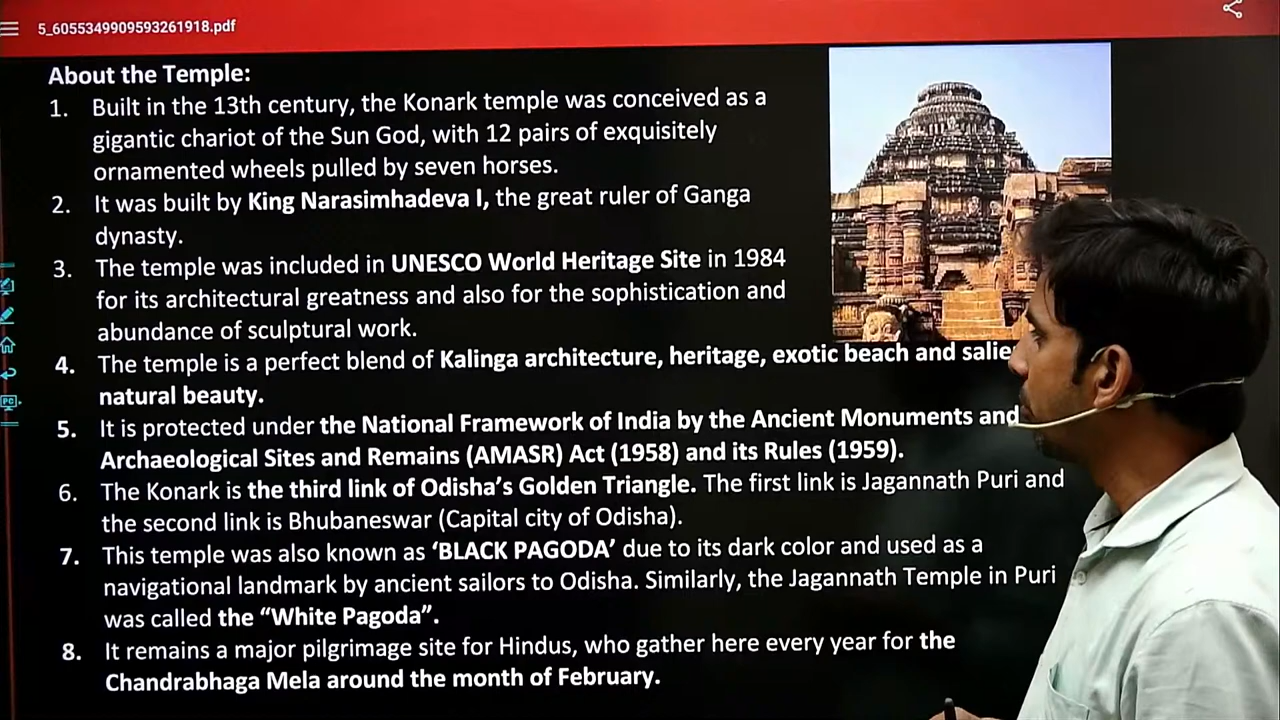 5_6055349909593261918.pdf
About the Temple:
1. Built in the 13th century, the Konark temple was conceived as a
gigantic chariot of the Sun God, with 12 pairs of exquisitely
ornamented wheels pulled by seven horses.
2. It was built by King Narasimhadeva I, the great ruler of Ganga
dynasty.
3. The temple was included in UNESCO World Heritage Site in 1984
for its architectural greatness and also for the sophistication and
abundance of sculptural work.
4. The temple is a perfect blend of Kalinga architecture, heritage, exotic beach and
natural beauty.
5. It is protected under the National Framework of India by the Ancient Monuments and
Archaeological Sites and Remains (AMASR) Act (1958) and its Rules (1959).
6. The Konark is the third link of Odisha’s Golden Triangle. The first link is Jagannath Puri and
the second link is Bhubaneswar (Capital city of Odisha).
7. This temple was also known as ‘BLACK PAGODA’ due to its dark color and used as a
navigational landmark by ancient sailors to Odisha. Similarly, the Jagannath Temple in Puri
was called the “White Pagoda”.
8. It remains a major pilgrimage site for Hindus, who gather here every year for the
Chandrabhaga Mela around the month of February.